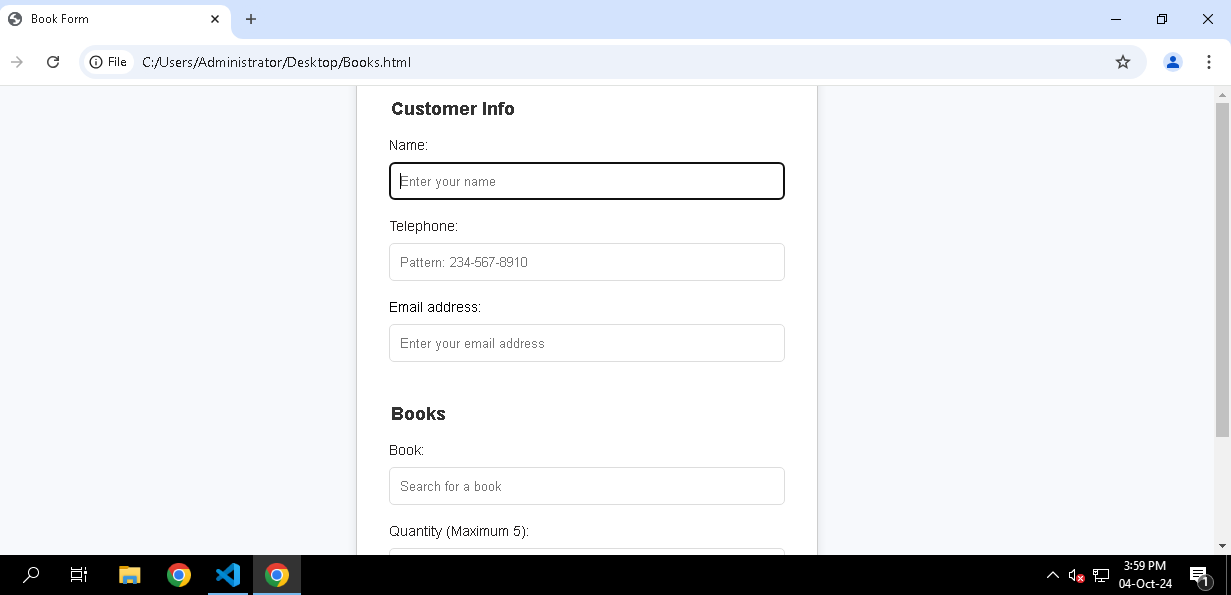 Book Form
File
C:/Users/Administrator/Desktop/Books.html
Customer Info
Name:
Enter your name
Telephone:
Pattern: 234-567-8910
Email address:
Enter your email address
Books
Book:
Search for a book
Quantity (Maximum 5):
3:59 PM
04-Oct-24
1